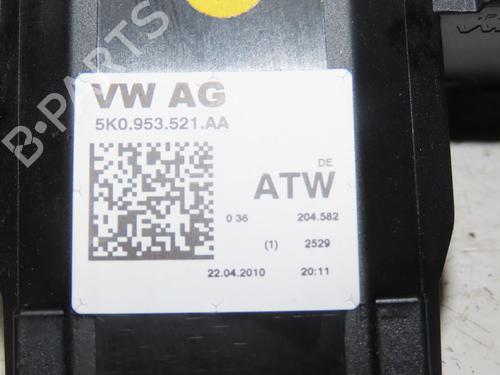 VW AG
5K0.953.521.AA
DE
ATW
0 36 204.582
(1) 2529
22.04.2010 20:11
B-PARTS